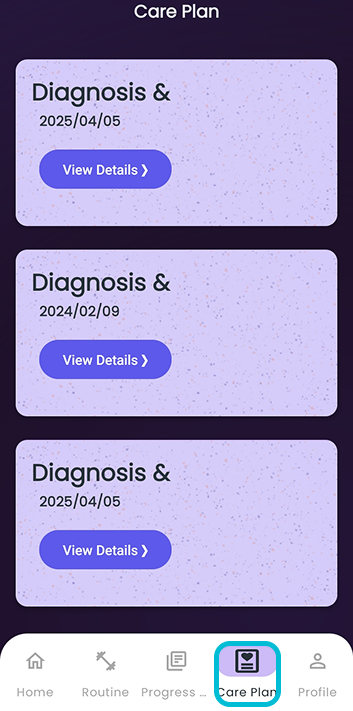 Care Plan
Diagnosis &
2025/04/05
View Details ❯
Diagnosis &
2024/02/09
View Details ❯
Diagnosis &
2025/04/05
View Details ❯
Home Routine Progress ... Care Plan Profile